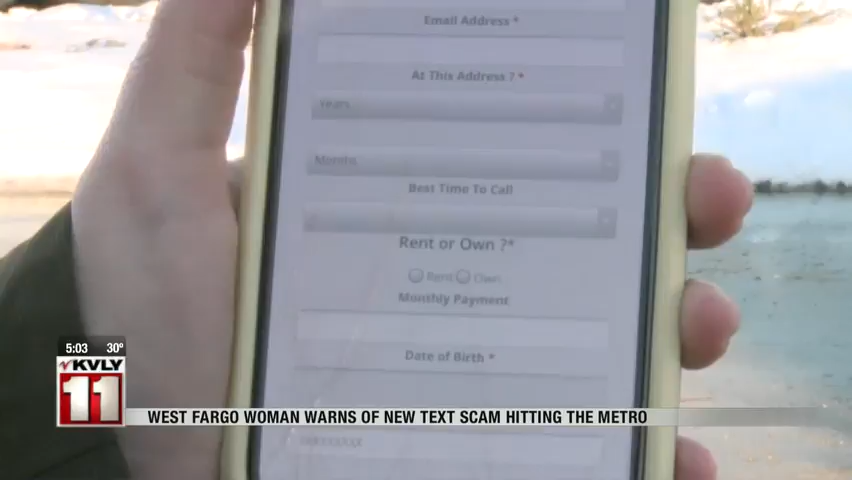 Email Address *
At This Address ? *
Years
Months
Best Time To Call
Rent or Own ?*
Rent Own
Monthly Payment
Date of Birth *
5:03 30°
KVLY
11
WEST FARGO WOMAN WARNS OF NEW TEXT SCAM HITTING THE METRO